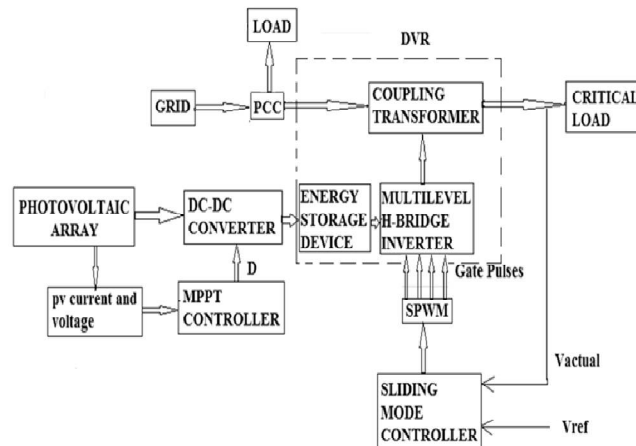 LOAD
DVR
GRID
PCC
COUPLING
TRANSFORMER
CRITICAL
LOAD
PHOTOVOLTAIC
ARRAY
DC-DC
CONVERTER
ENERGY
STORAGE
DEVICE
MULTILEVEL
H-BRIDGE
INVERTER
D
Gate Pulses
pv current and
voltage
MPPT
CONTROLLER
SPWM
SLIDING
MODE
CONTROLLER
Vactual
Vref